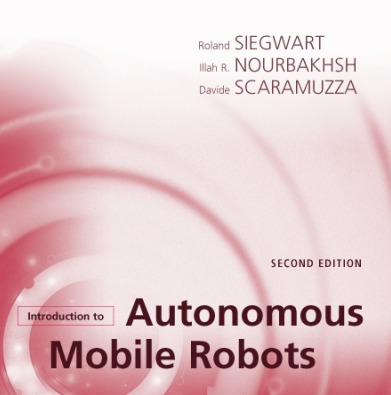 Roland SIEGWART
Illah R. NOURBAKHSH
Davide SCARAMUZZA
SECOND EDITION
Introduction to Autonomous
Mobile Robots